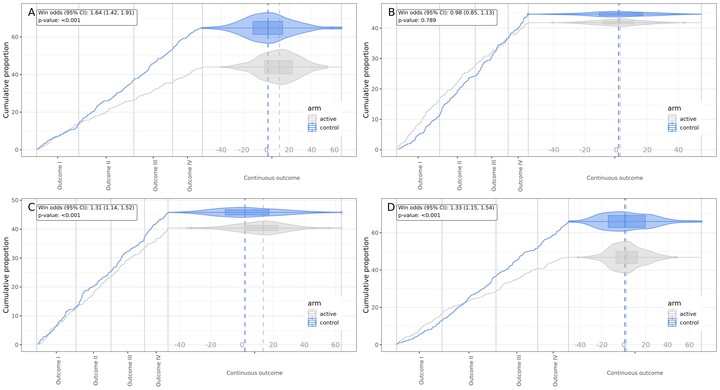 A
Win odds (95% CI): 1.64 (1.42, 1.91)
p-value: <0.001
Cumulative proportion
60
40
20
0
-40 -20 0 20 40 60
arm
active
control
Outcome I
Outcome II
Outcome III
Outcome IV
Continuous outcome
B
Win odds (95% CI): 0.98 (0.85, 1.13)
p-value: 0.789
Cumulative proportion
40
30
20
10
0
-40 -20 0 20 40
arm
active
control
Outcome I
Outcome II
Outcome III
Outcome IV
Continuous outcome
C
Win odds (95% CI): 1.31 (1.14, 1.52)
p-value: <0.001
Cumulative proportion
50
40
30
20
10
0
-40 -20 0 20 40 60
arm
active
control
Outcome I
Outcome II
Outcome III
Outcome IV
Continuous outcome
D
Win odds (95% CI): 1.33 (1.15, 1.54)
p-value: <0.001
Cumulative proportion
60
40
20
0
-40 -20 0 20 40 60
arm
active
control
Outcome I
Outcome II
Outcome III
Outcome IV
Continuous outcome